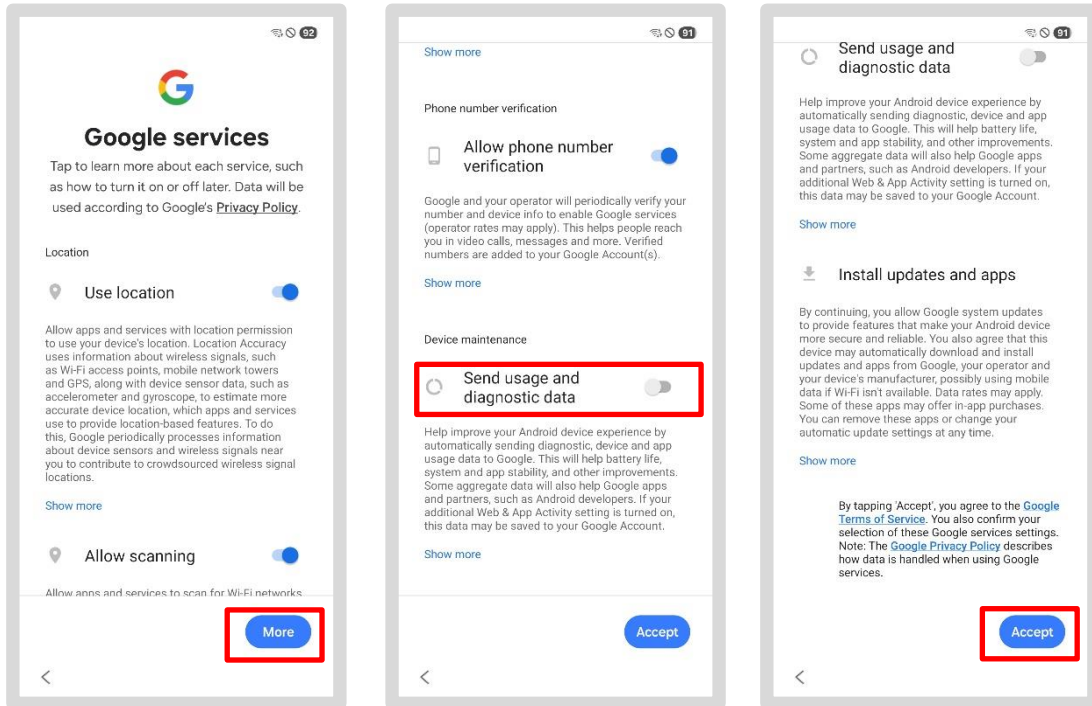 92
Google services
Tap to learn more about each service, such
as how to turn it on or off later. Data will be
used according to Google's Privacy Policy.
Location
Use location
Allow apps and services with location permission
to use your device's location. Location Accuracy
uses information about wireless signals, such
as Wi-Fi access points, mobile network towers
and GPS, along with device sensor data, such as
accelerometer and gyroscope, to estimate more
accurate device location, which apps and services
use to provide location-based features. To do
this, Google periodically processes information
about device sensors and wireless signals near
you to contribute to crowdsourced wireless signal
locations.
Show more
Allow scanning
Allow apps and services to scan for Wi-Fi networks
More
91
Show more
Phone number verification
Allow phone number
verification
Google and your operator will periodically verify your
number and device info to enable Google services
(operator rates may apply). This helps people reach
you in video calls, messages and more. Verified
numbers are added to your Google Account(s).
Show more
Device maintenance
Send usage and
diagnostic data
Help improve your Android device experience by
automatically sending diagnostic, device and app
usage data to Google. This will help battery life,
system and app stability, and other improvements.
Some aggregate data will also help Google apps
and partners, such as Android developers. If your
additional Web & App Activity setting is turned on,
this data may be saved to your Google Account.
Show more
Accept
91
Send usage and
diagnostic data
Help improve your Android device experience by
automatically sending diagnostic, device and app
usage data to Google. This will help battery life,
system and app stability, and other improvements.
Some aggregate data will also help Google apps
and partners, such as Android developers. If your
additional Web & App Activity setting is turned on,
this data may be saved to your Google Account.
Show more
Install updates and apps
By continuing, you allow Google system updates
to provide features that make your Android device
more secure and reliable. You also agree that this
device may automatically download and install
updates and apps from Google, your operator and
your device's manufacturer, possibly using mobile
data if Wi-Fi isn't available. Data rates may apply.
Some of these apps may offer in-app purchases.
You can remove these apps or change your
automatic update settings at any time.
Show more
By tapping 'Accept', you agree to the Google
Terms of Service. You also confirm your
selection of these Google services settings.
Note: The Google Privacy Policy describes
how data is handled when using Google
services.
Accept